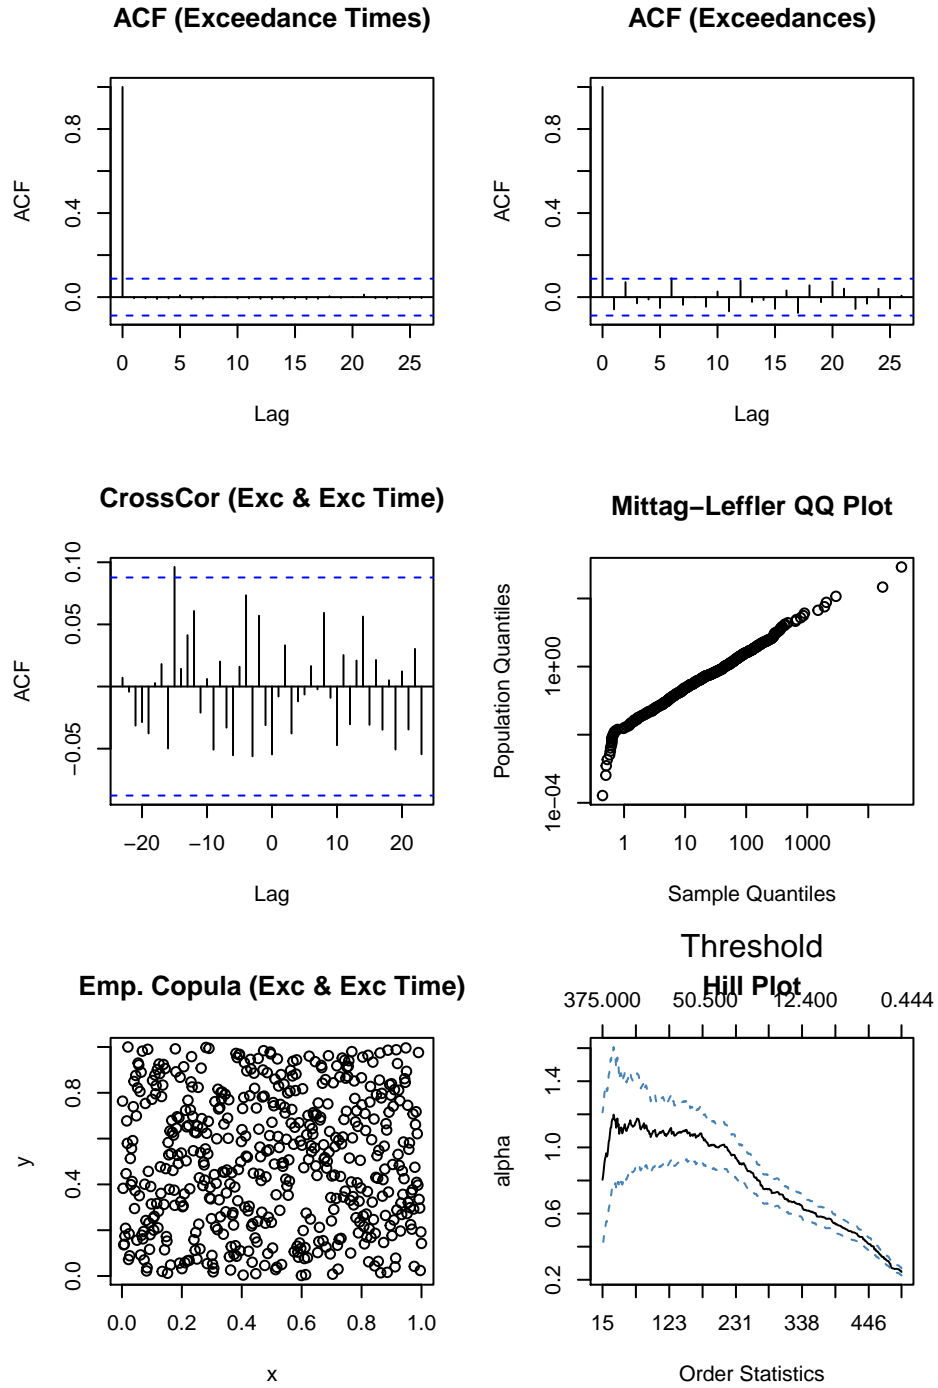 ACF (Exceedance Times)
ACF
0.0 0.4 0.8
0 5 10 15 20 25
Lag
ACF (Exceedances)
ACF
0.0 0.4 0.8
0 5 10 15 20 25
Lag
CrossCor (Exc & Exc Time)
ACF
−0.05 0.05 0.10
−20 −10 0 10 20
Lag
Mittag−Leffler QQ Plot
Population Quantiles
1e−04 1e+00
1 10 100 1000
Sample Quantiles
Emp. Copula (Exc & Exc Time)
y
0.0 0.4 0.8
0.0 0.2 0.4 0.6 0.8 1.0
x
Threshold
Hill Plot
375.000 50.500 12.400 0.444
alpha
0.2 0.6 1.0 1.4
15 123 231 338 446
Order Statistics